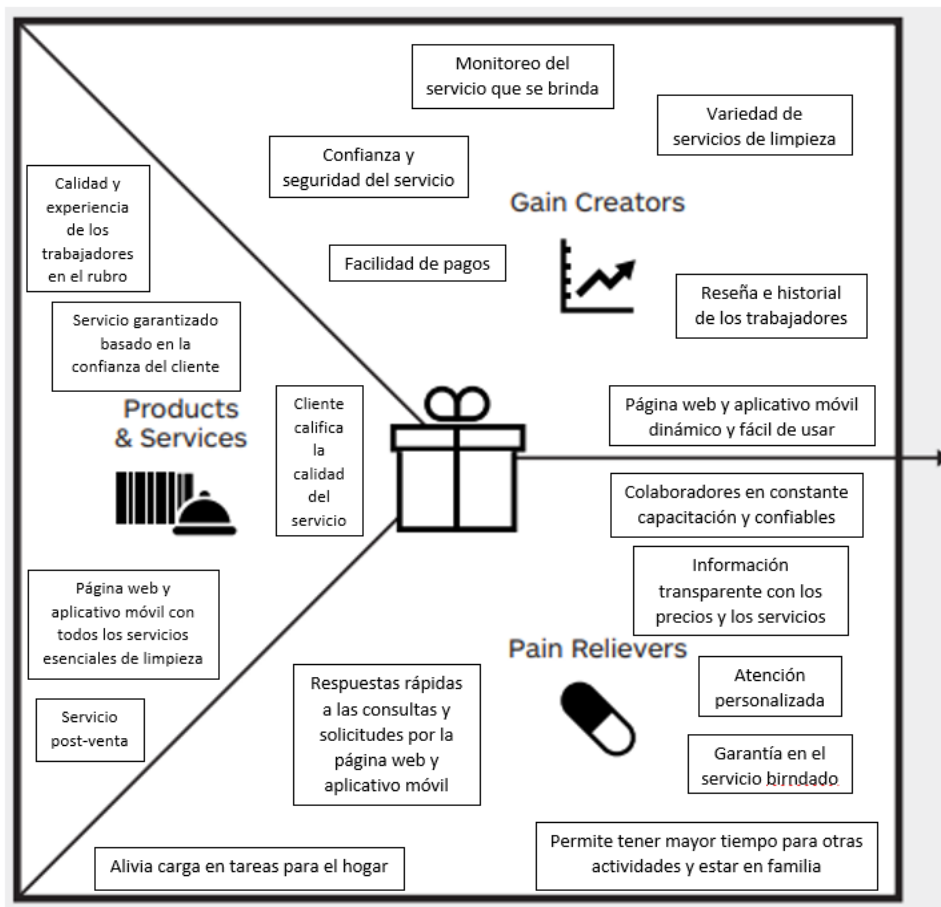 Monitoreo del
servicio que se brinda
Variedad de
servicios de limpieza
Confianza y
seguridad del servicio
Gain Creators
Facilidad de pagos
Reseña e historial
de los trabajadores
Página web y aplicativo móvil
dinámico y fácil de usar
Calidad y
experiencia
de los
trabajadores
en el rubro
Servicio garantizado
basado en la
confianza del cliente
Products
& Services
Cliente
califica
la
calidad
del
servicio
Página web y
aplicativo móvil con
todos los servicios
esenciales de limpieza
Servicio
post-venta
Colaboradores en constante
capacitación y confiables
Información
transparente con los
precios y los servicios
Pain Relievers
Atención
personalizada
Respuestas rápidas
a las consultas y
solicitudes por la
página web y
aplicativo móvil
Garantía en el
servicio birndado
Permite tener mayor tiempo para otras
actividades y estar en familia
Alivia carga en tareas para el hogar